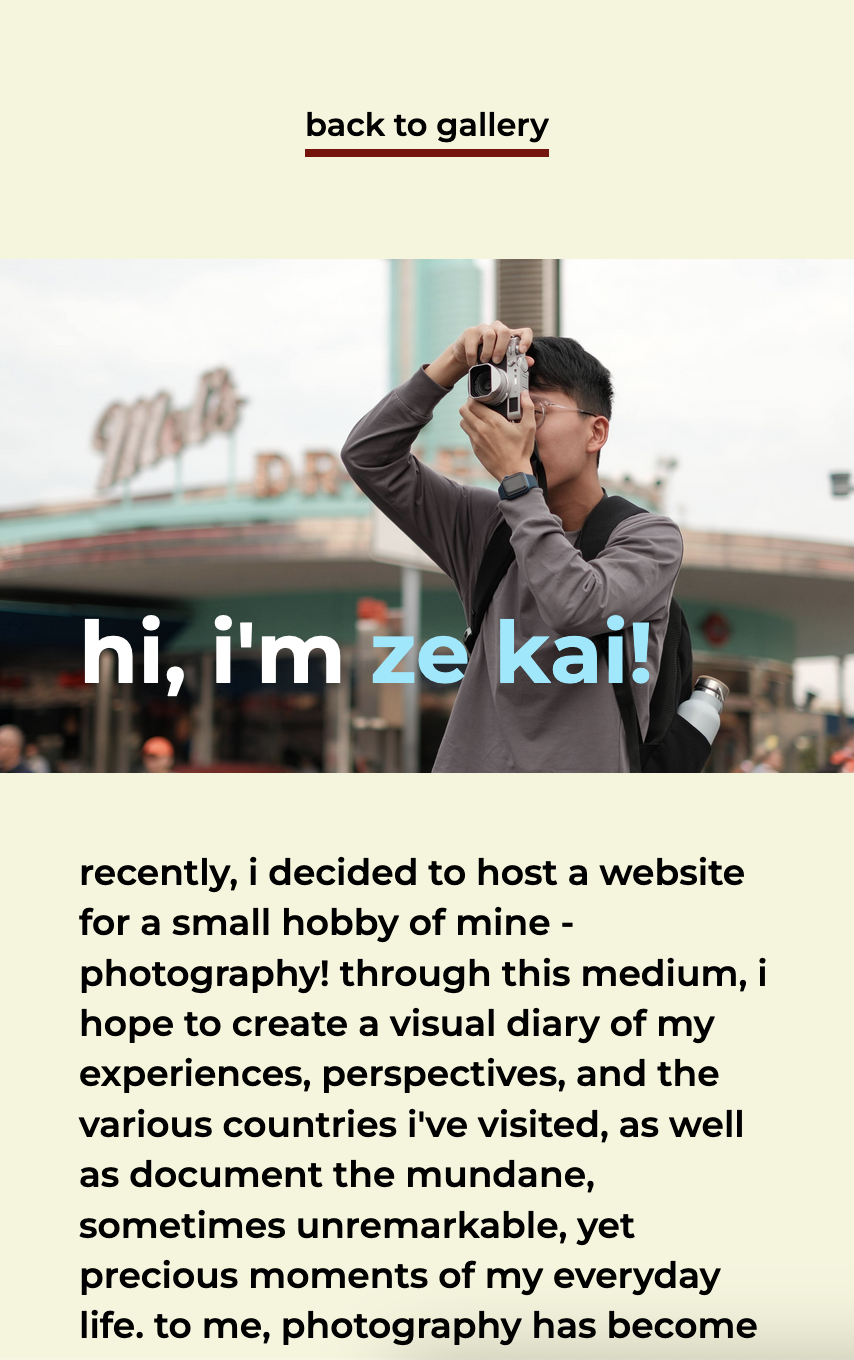 back to gallery
Mel's
DRIVE
hi, i'm ze kai!
recently, i decided to host a website
for a small hobby of mine -
photography! through this medium, i
hope to create a visual diary of my
experiences, perspectives, and the
various countries i've visited, as well
as document the mundane,
sometimes unremarkable, yet
precious moments of my everyday
life. to me, photography has become